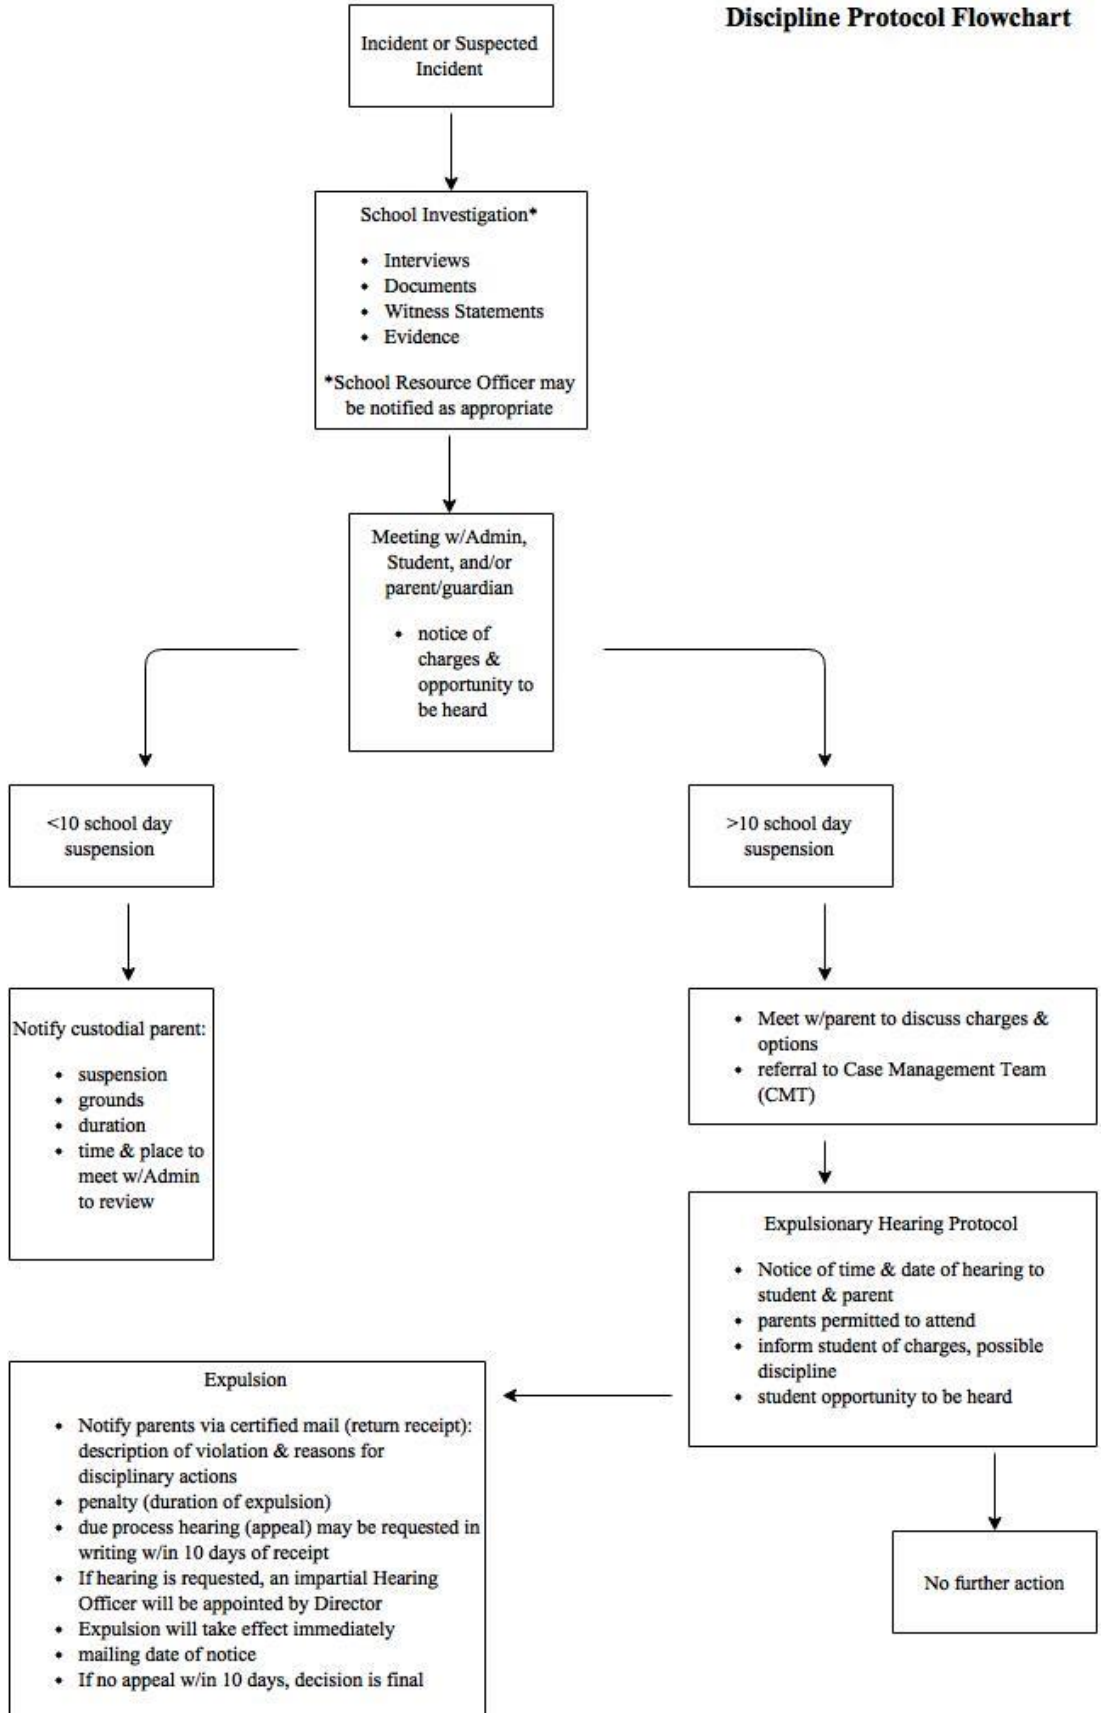 Discipline Protocol Flowchart
Incident or Suspected
Incident
School Investigation*
• Interviews
• Documents
• Witness Statements
• Evidence
*School Resource Officer may
be notified as appropriate
Meeting w/Admin,
Student, and/or
parent/guardian
• notice of
charges &
opportunity to
be heard
<10 school day
suspension
>10 school day
suspension
Notify custodial parent:
• suspension
• grounds
• duration
• time & place to
meet w/Admin
to review
• Meet w/parent to discuss charges &
options
• referral to Case Management Team
(CMT)
Expulsionary Hearing Protocol
• Notice of time & date of hearing to
student & parent
• parents permitted to attend
• inform student of charges, possible
discipline
• student opportunity to be heard
Expulsion
• Notify parents via certified mail (return receipt):
description of violation & reasons for
disciplinary actions
• penalty (duration of expulsion)
• due process hearing (appeal) may be requested in
writing w/in 10 days of receipt
• If hearing is requested, an impartial Hearing
Officer will be appointed by Director
• Expulsion will take effect immediately
• mailing date of notice
• If no appeal w/in 10 days, decision is final
No further action